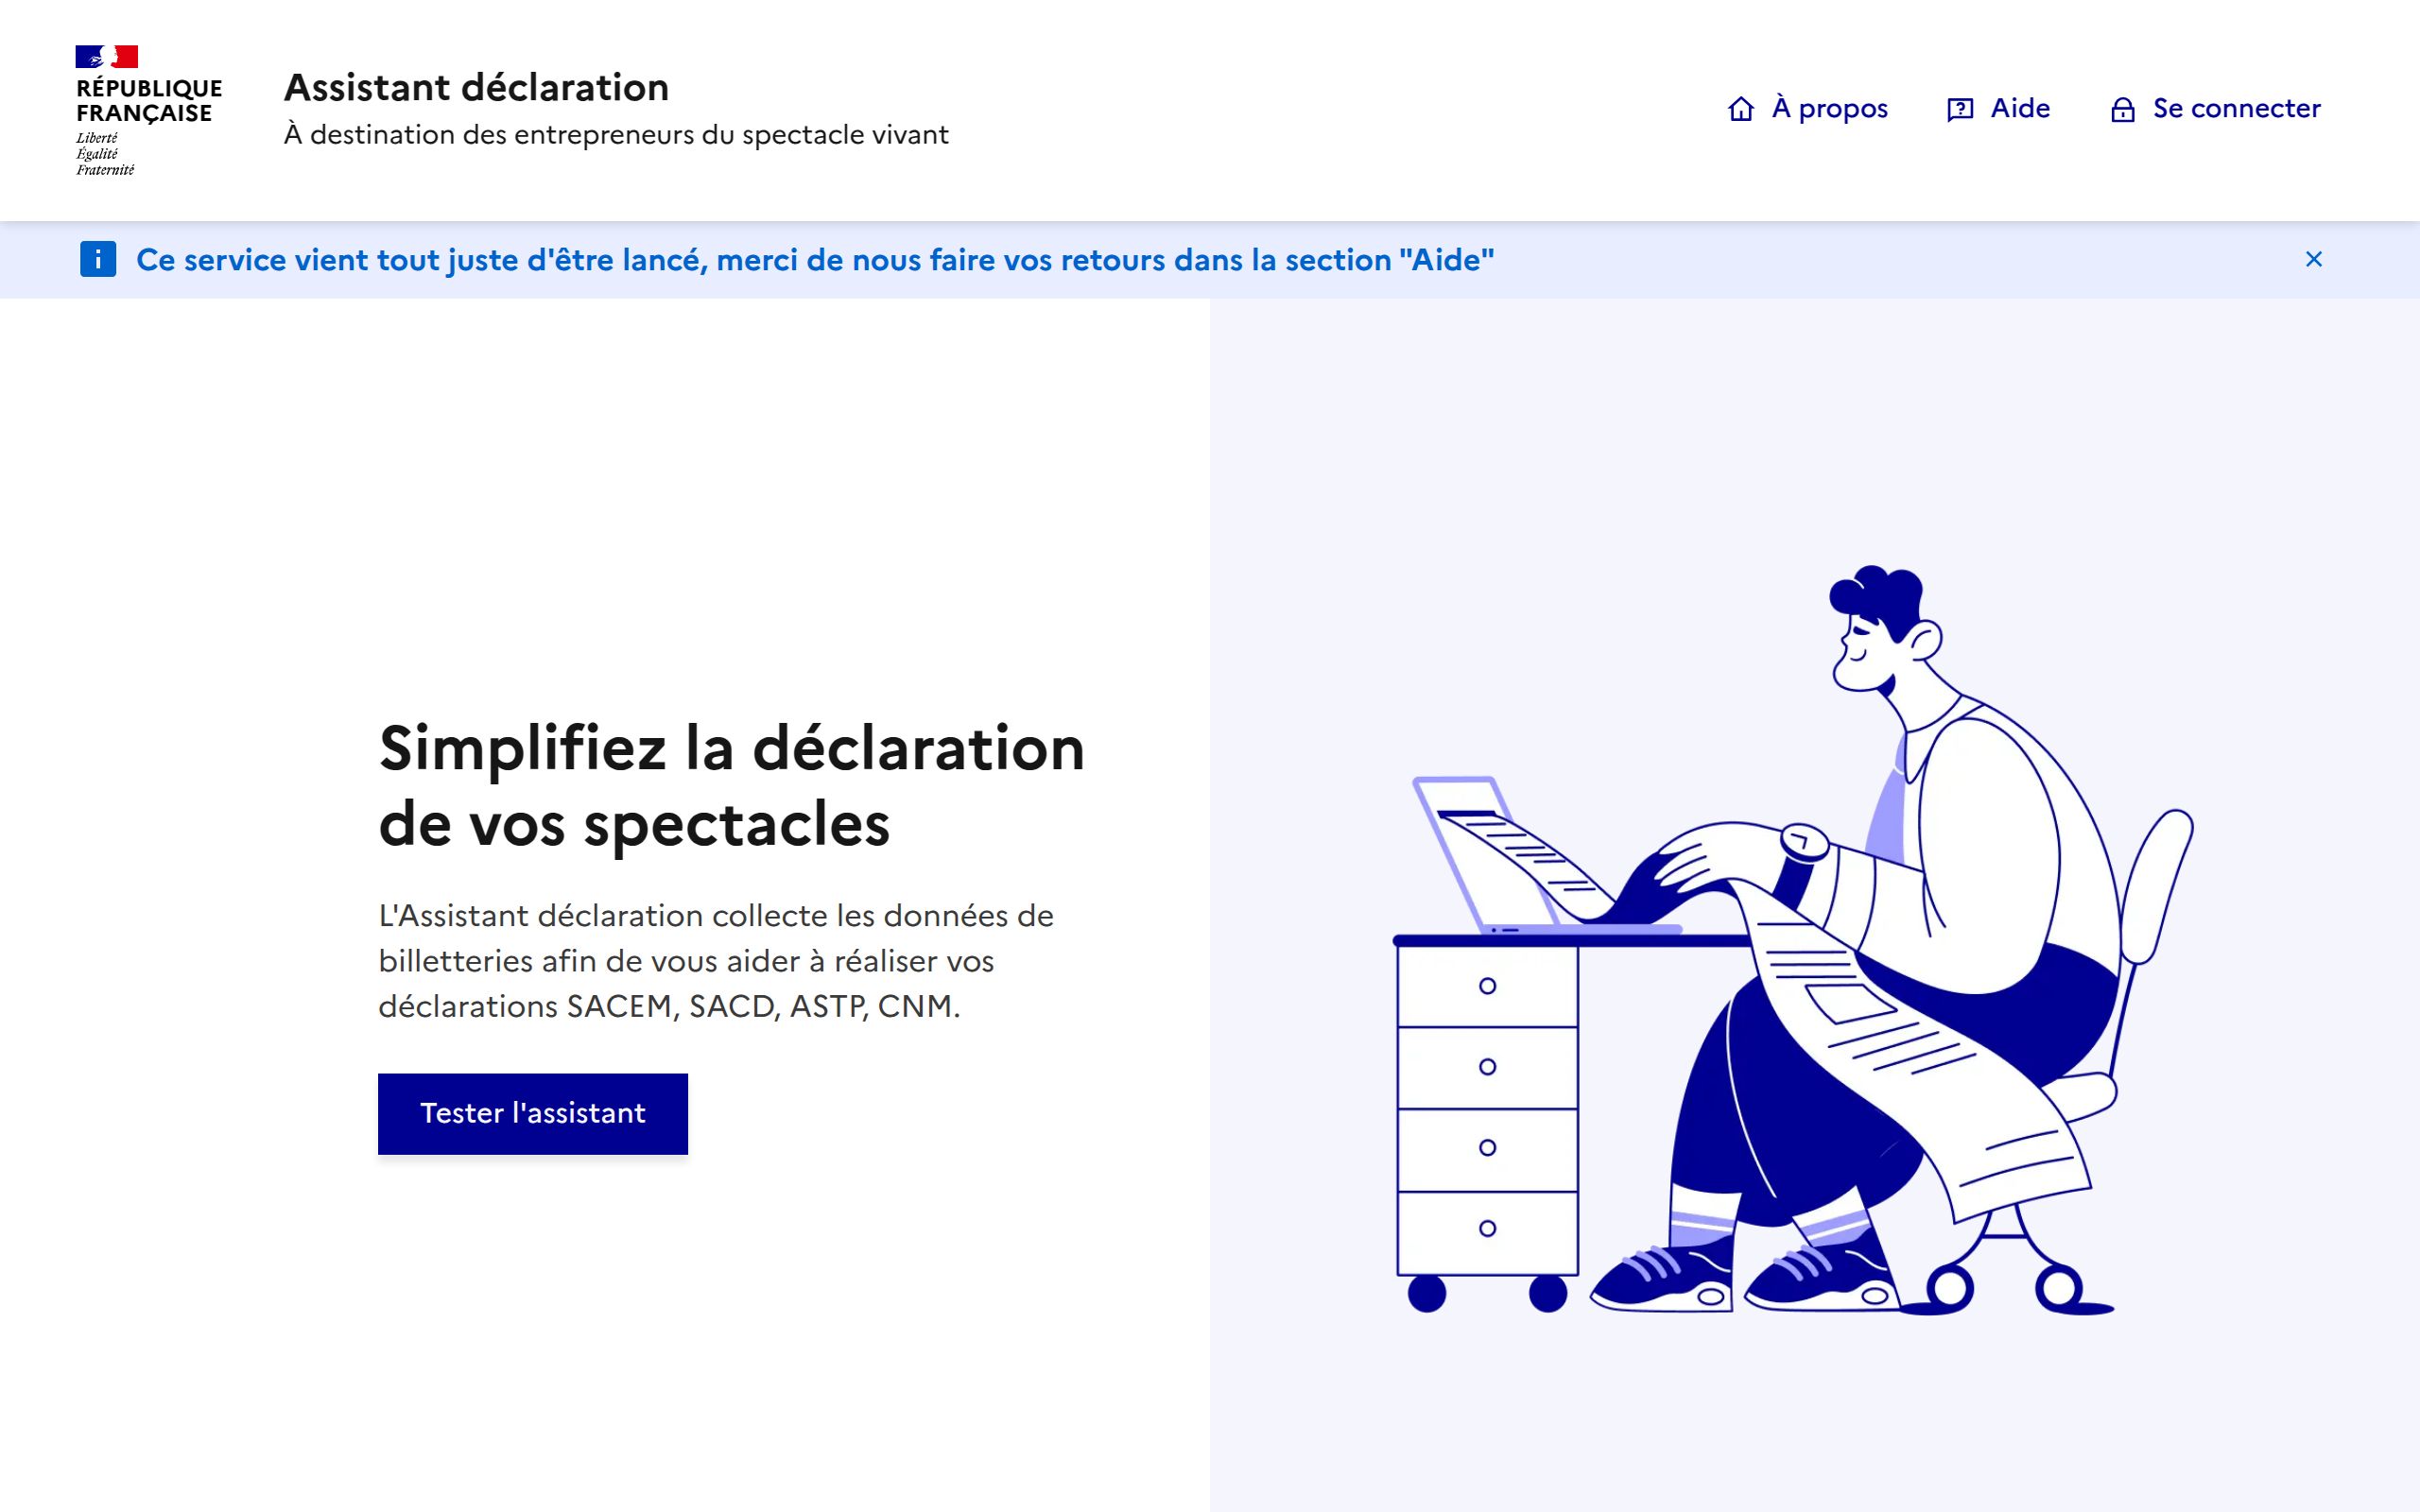 RÉPUBLIQUE
FRANÇAISE
Liberté
Égalité
Fraternité
Assistant déclaration
À destination des entrepreneurs du spectacle vivant
À propos
Aide
Se connecter
Ce service vient tout juste d'être lancé, merci de nous faire vos retours dans la section "Aide"
Simplifiez la déclaration
de vos spectacles
L'Assistant déclaration collecte les données de
billetteries afin de vous aider à réaliser vos
déclarations SACEM, SACD, ASTP, CNM.
Tester l'assistant